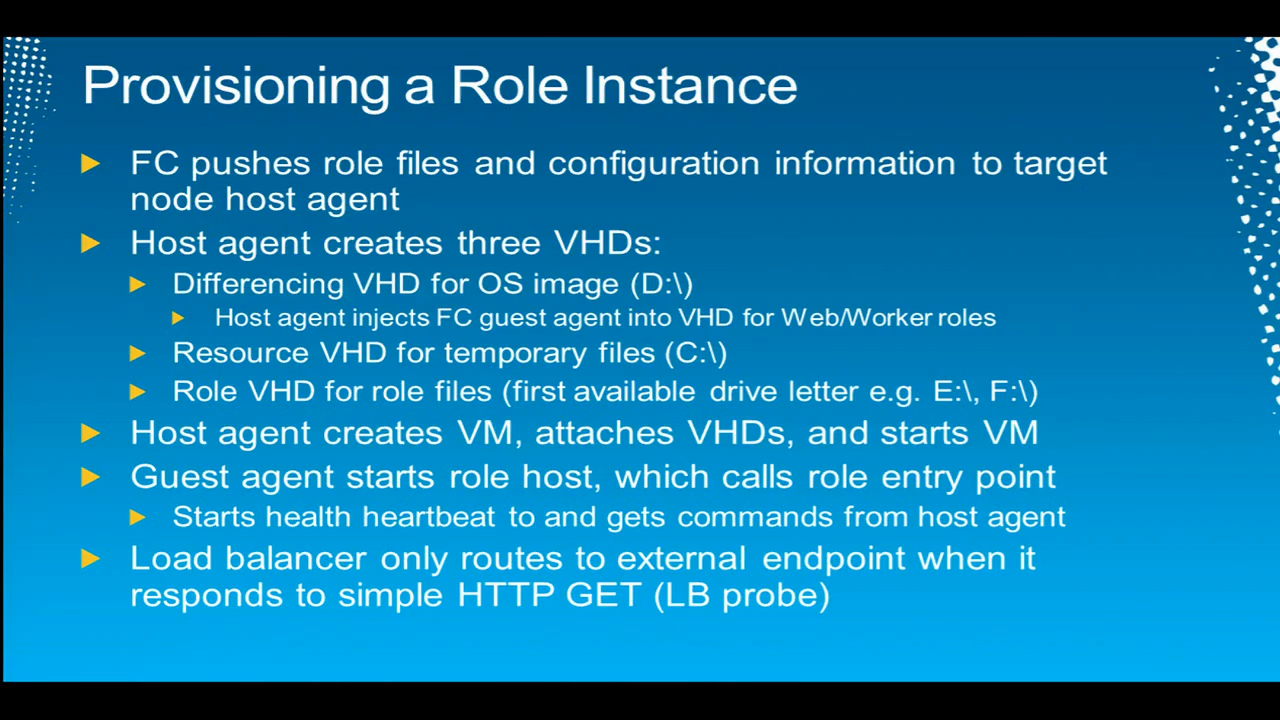 Provisioning a Role Instance
FC pushes role files and configuration information to target
node host agent
Host agent creates three VHDs:
Differencing VHD for OS image (D:\)
Host agent injects FC guest agent into VHD for Web/Worker roles
Resource VHD for temporary files (C:\)
Role VHD for role files (first available drive letter e.g. E:\, F:\)
Host agent creates VM, attaches VHDs, and starts VM
Guest agent starts role host, which calls role entry point
Starts health heartbeat to and gets commands from host agent
Load balancer only routes to external endpoint when it
responds to simple HTTP GET (LB probe)